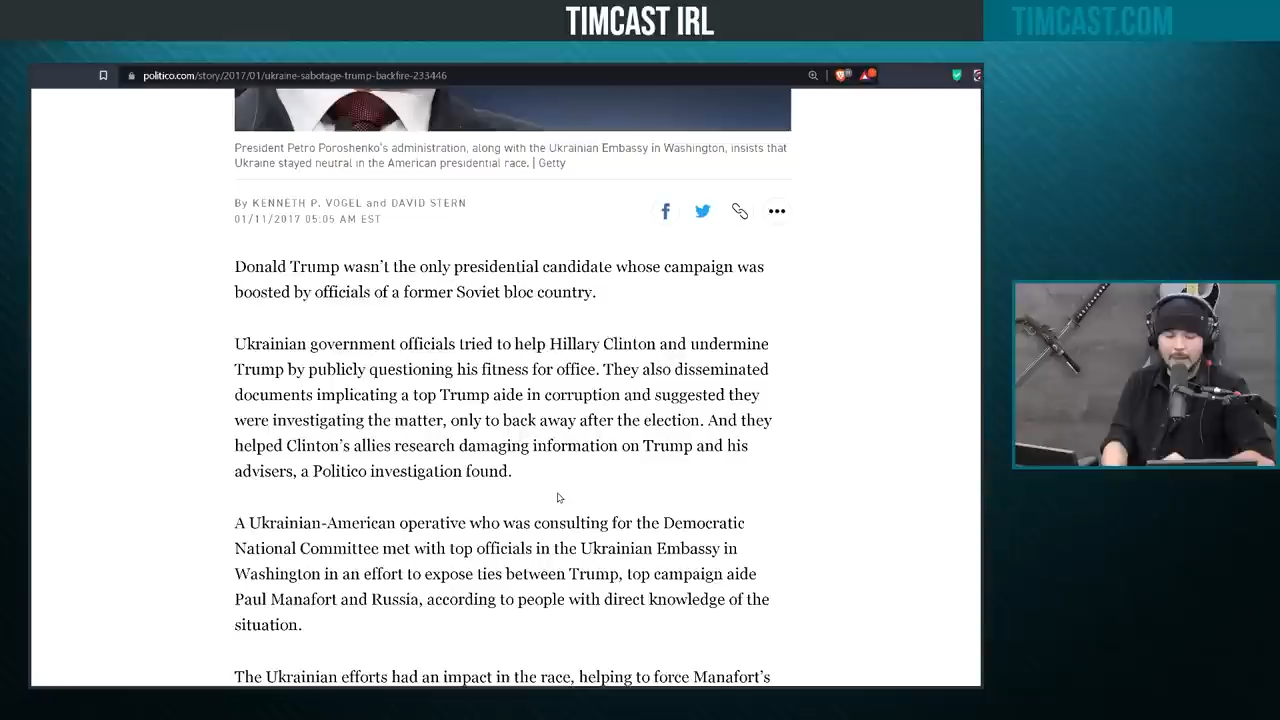 TIMCAST IRL
TIMCAST.COM
politico.com/story/2017/01/ukraine-sabotage-trump-backfire-233446
President Petro Poroshenko's administration, along with the Ukrainian Embassy in Washington, insists that
Ukraine stayed neutral in the American presidential race. | Getty
By KENNETH P. VOGEL and DAVID STERN
01/11/2017 05:05 AM EST
Donald Trump wasn't the only presidential candidate whose campaign was
boosted by officials of a former Soviet bloc country.
Ukrainian government officials tried to help Hillary Clinton and undermine
Trump by publicly questioning his fitness for office. They also disseminated
documents implicating a top Trump aide in corruption and suggested they
were investigating the matter, only to back away after the election. And they
helped Clinton's allies research damaging information on Trump and his
advisers, a Politico investigation found.
A Ukrainian-American operative who was consulting for the Democratic
National Committee met with top officials in the Ukrainian Embassy in
Washington in an effort to expose ties between Trump, top campaign aide
Paul Manafort and Russia, according to people with direct knowledge of the
situation.
The Ukrainian efforts had an impact in the race, helping to force Manafort's